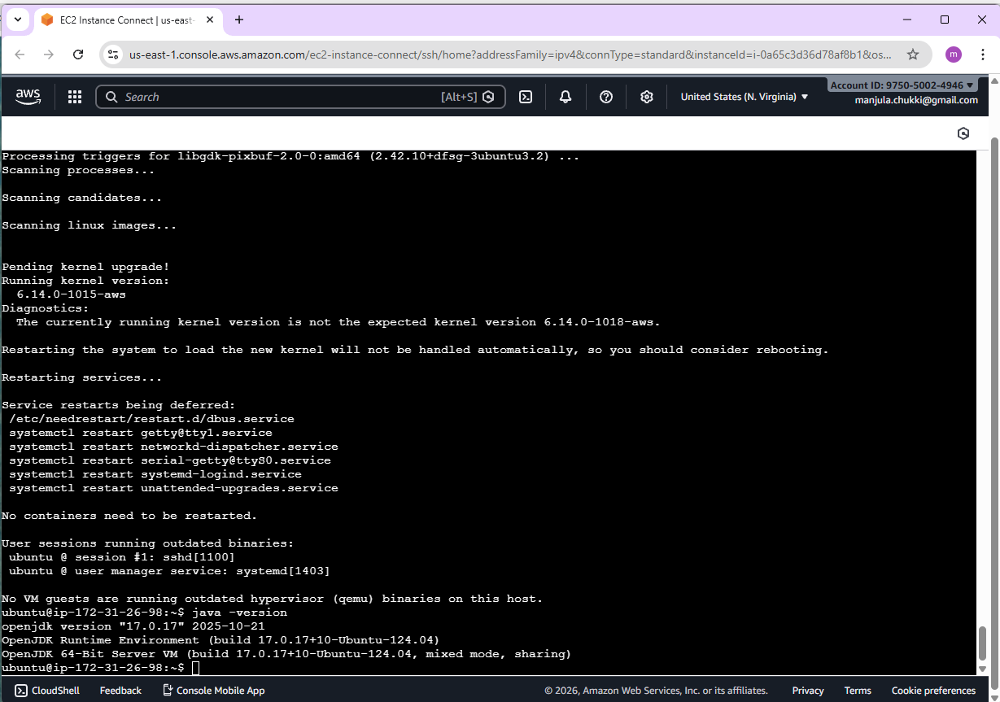 EC2 Instance Connect | us-east-
us-east-1.console.aws.amazon.com/ec2-instance-connect/ssh/home?addressFamily=ipv4&connType=standard&instanceId=i-0a65c3d36d78af8b1&os...
m
aws
Search [Alt+S]
United States (N. Virginia)
Account ID: 9750-5002-4946
manjula.chukki@gmail.com
Processing triggers for libgdk-pixbuf-2.0-0:amd64 (2.42.10+dfsg-3ubuntu3.2) ...
Scanning processes...
Scanning candidates...
Scanning linux images...
Pending kernel upgrade!
Running kernel version:
6.14.0-1015-aws
Diagnostics:
The currently running kernel version is not the expected kernel version 6.14.0-1018-aws.
Restarting the system to load the new kernel will not be handled automatically, so you should consider rebooting.
Restarting services...
Service restarts being deferred:
/etc/needrestart/restart.d/dbus.service
systemctl restart getty@tty1.service
systemctl restart networkd-dispatcher.service
systemctl restart serial-getty@ttyS0.service
systemctl restart systemd-logind.service
systemctl restart unattended-upgrades.service
No containers need to be restarted.
User sessions running outdated binaries:
ubuntu @ session #1: sshd[1100]
ubuntu @ user manager service: systemd[1403]
No VM guests are running outdated hypervisor (qemu) binaries on this host.
ubuntu@ip-172-31-26-98:~$ java -version
openjdk version "17.0.17" 2025-10-21
OpenJDK Runtime Environment (build 17.0.17+10-Ubuntu-124.04)
OpenJDK 64-Bit Server VM (build 17.0.17+10-Ubuntu-124.04, mixed mode, sharing)
ubuntu@ip-172-31-26-98:~$
CloudShell Feedback Console Mobile App © 2026, Amazon Web Services, Inc. or its affiliates. Privacy Terms Cookie preferences